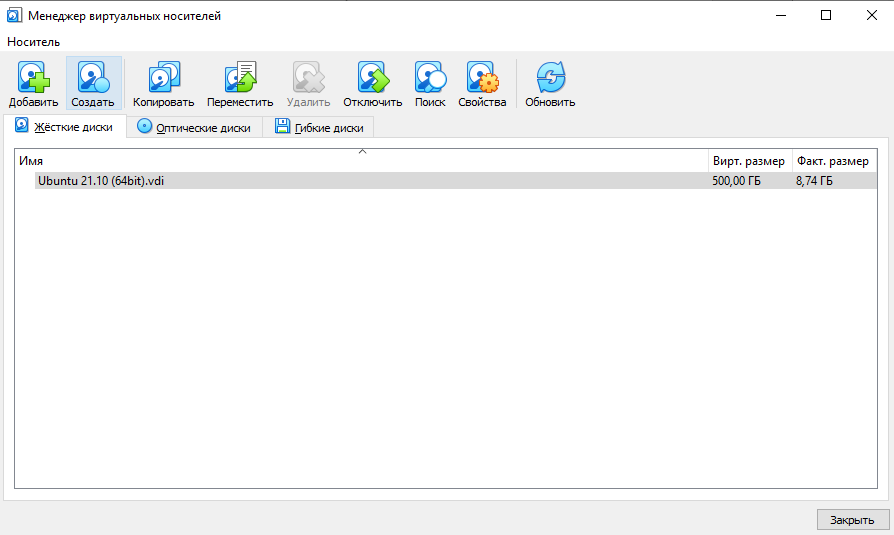 Менеджер виртуальных носителей
Носитель
Добавить Создать Копировать Переместить Удалить Отключить Поиск Свойства Обновить
Жёсткие диски Оптические диски Гибкие диски
Имя Вирт. размер Факт. размер
Ubuntu 21.10 (64bit).vdi 500,00 ГБ 8,74 ГБ
Закрыть